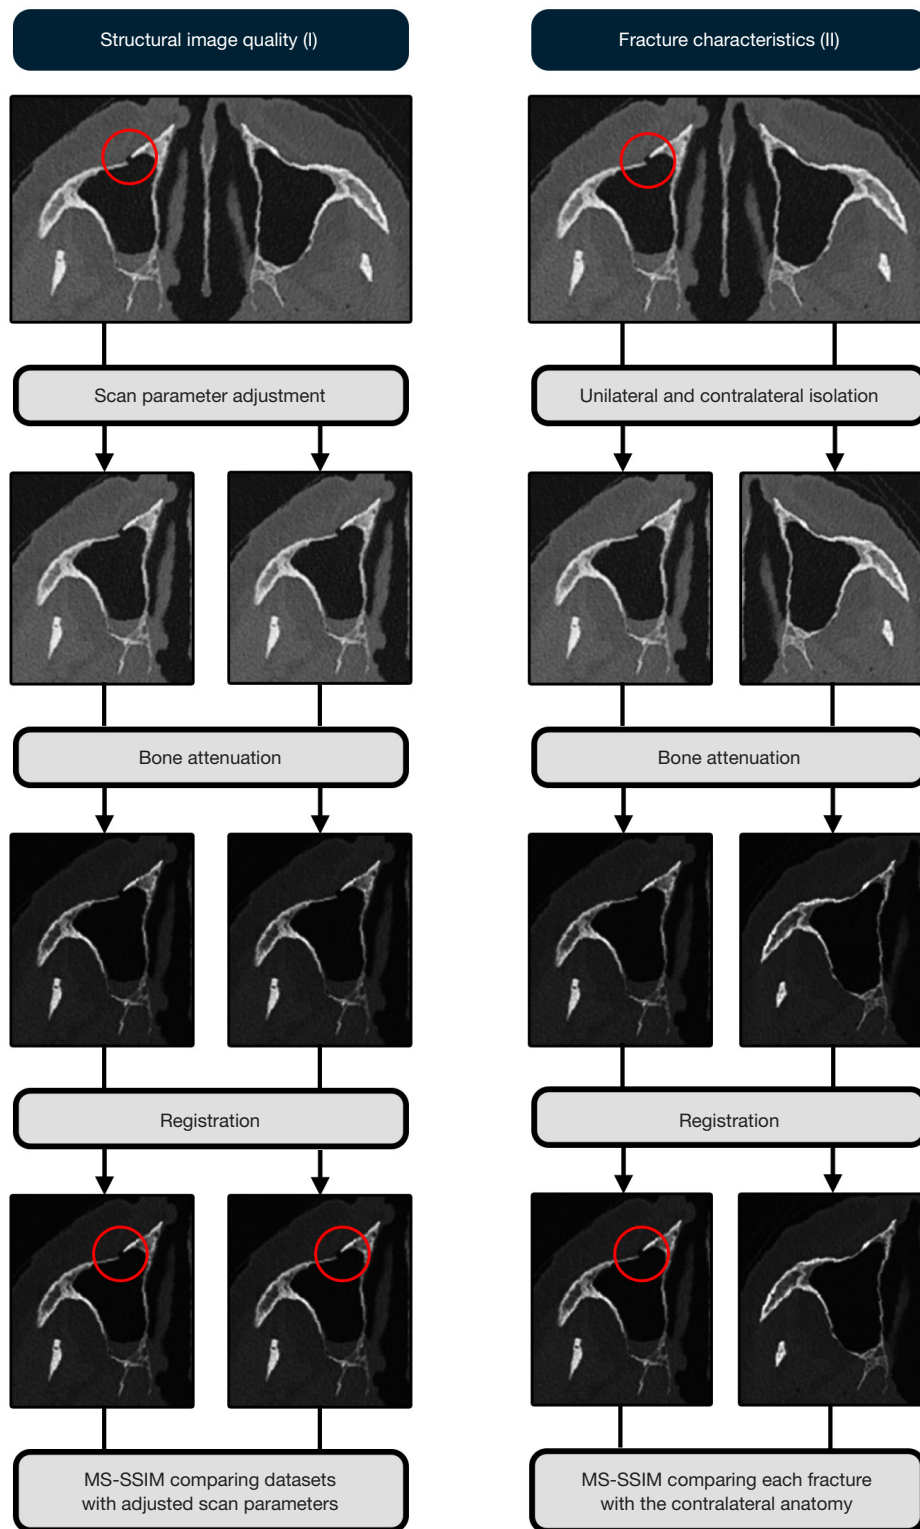 Structural image quality (I)
Fracture characteristics (II)
Scan parameter adjustment
Unilateral and contralateral isolation
Bone attenuation
Bone attenuation
Registration
Registration
MS-SSIM comparing datasets
with adjusted scan parameters
MS-SSIM comparing each fracture
with the contralateral anatomy